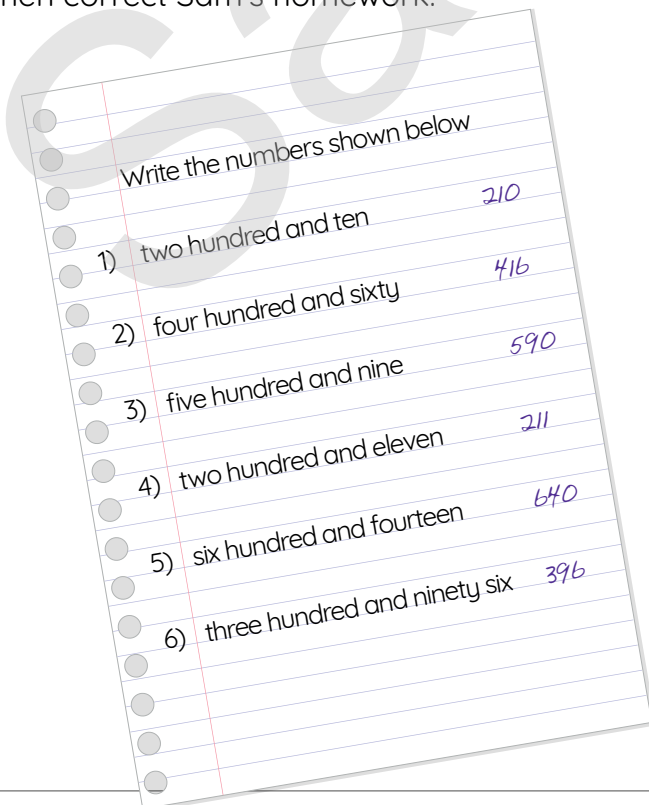 then correct Sam's homework.
Write the numbers shown below
1) two hundred and ten 210
2) four hundred and sixty 416
3) five hundred and nine 590
4) two hundred and eleven 211
5) six hundred and fourteen 640
6) three hundred and ninety six 396